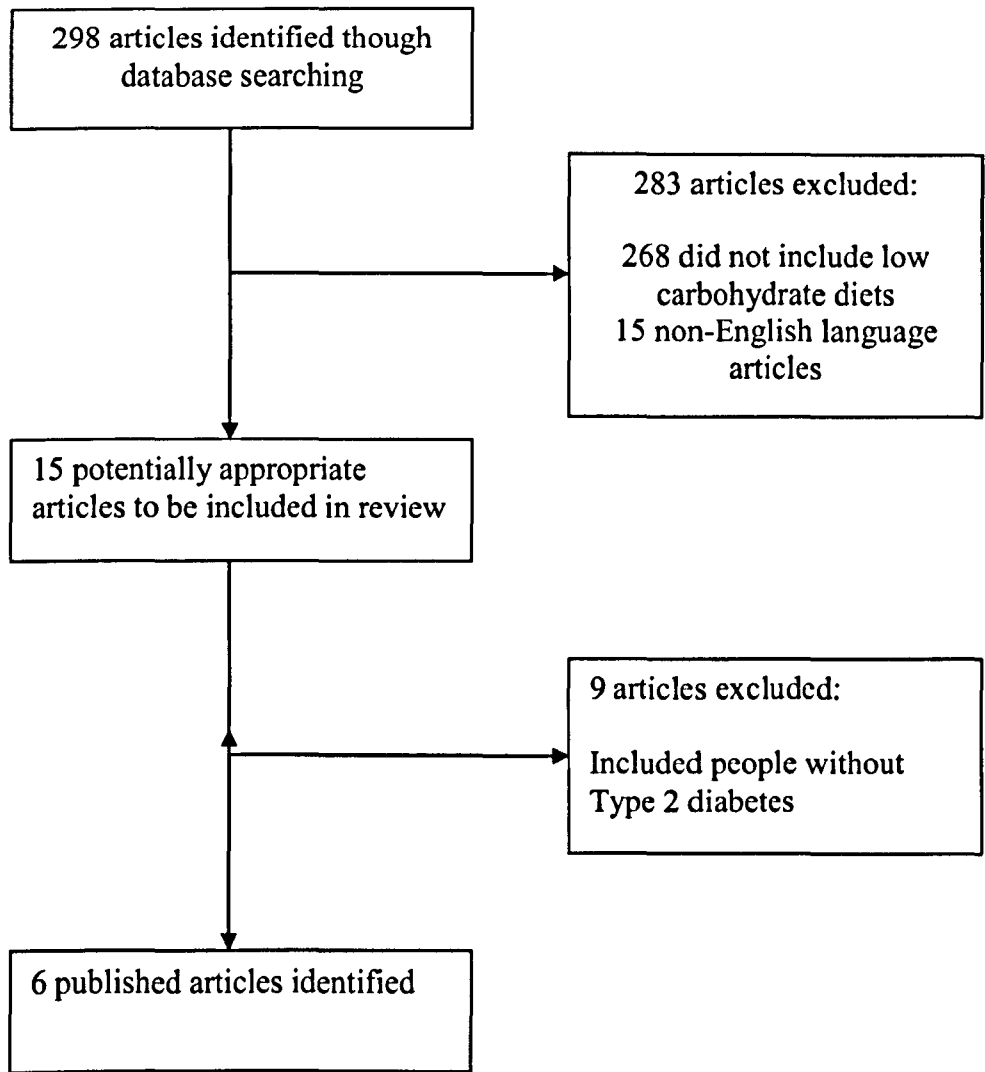 298 articles identified though
database searching
283 articles excluded:
268 did not include low
carbohydrate diets
15 non-English language
articles
15 potentially appropriate
articles to be included in review
9 articles excluded:
Included people without
Type 2 diabetes
6 published articles identified